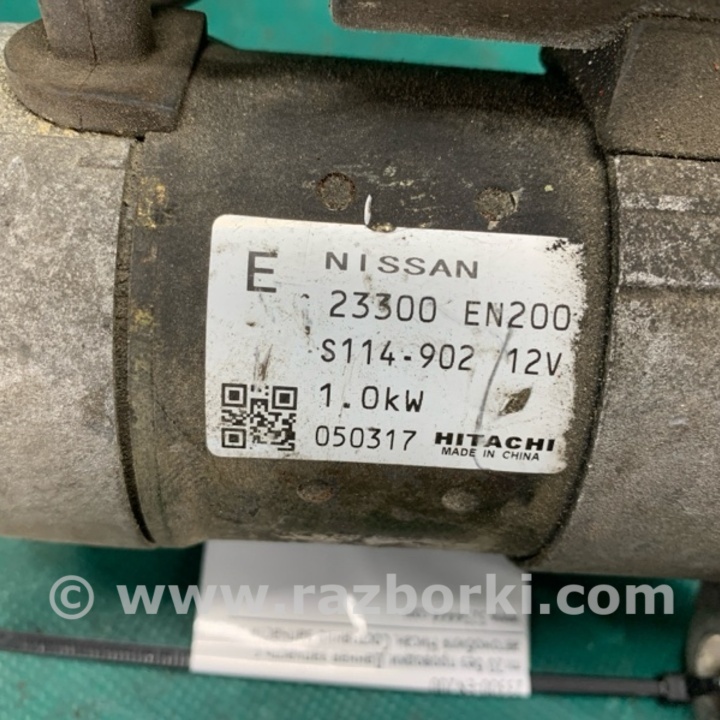 E NISSAN
23300 EN200
S114-902 12V
1.0kW
050317 HITACHI
MADE IN CHINA
© www.razborki.com